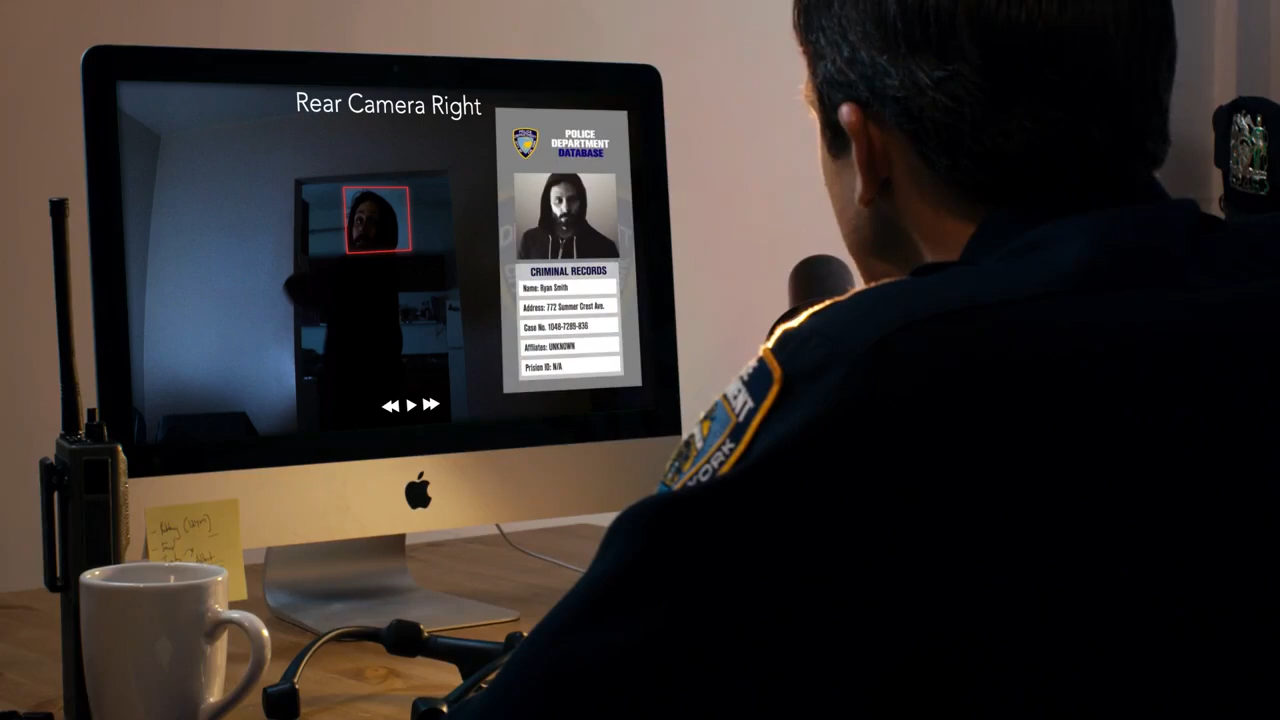 Rear Camera Right
POLICE
DEPARTMENT
DATABASE
CRIMINAL RECORDS
Name: Ryan Smith
Address: 772 Summer Crest Ave.
Case No. 1048-7289-836
Affliates: UNKNOWN
Prision ID: N/A
YORK